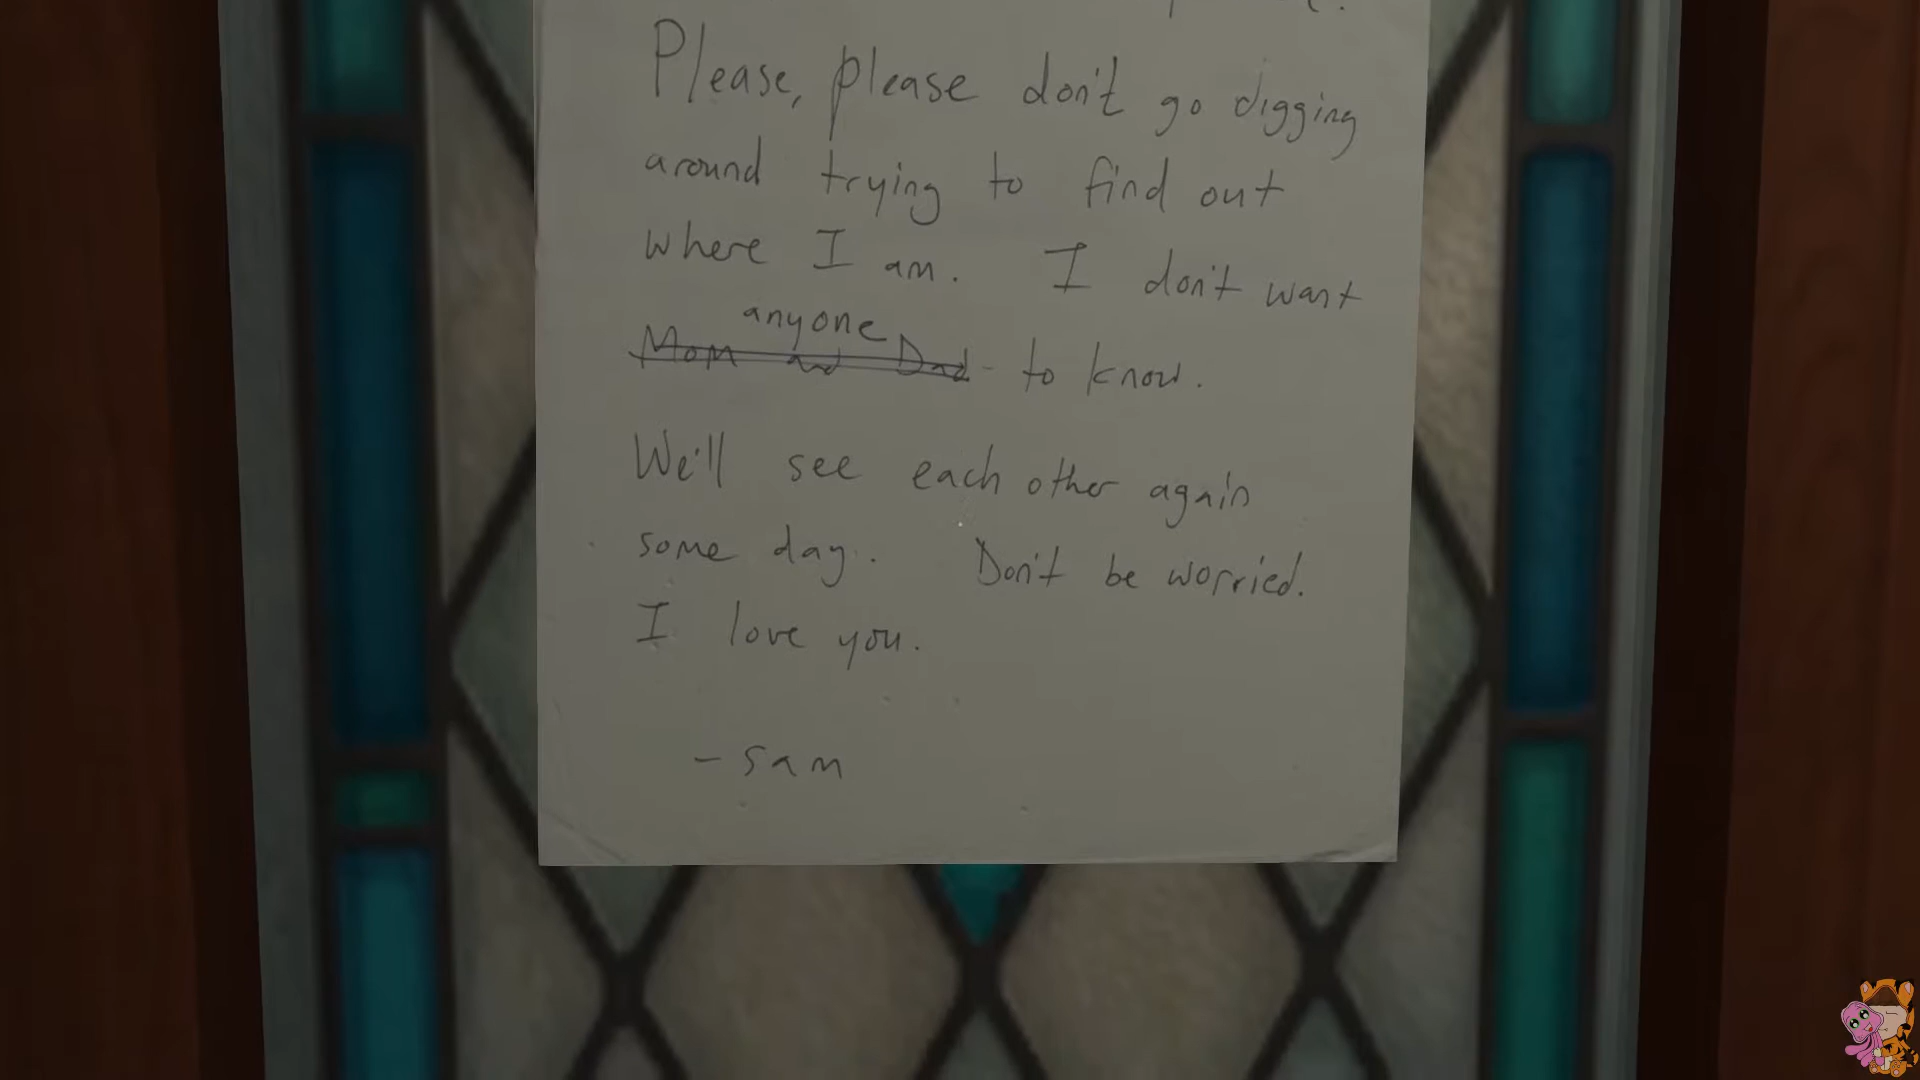 Please, please don't go digging
around trying to find out
where I am. I don't want
anyone
Mom and Dad to know.
We'll see each other again
some day. Don't be worried.
I love you.
- Sam